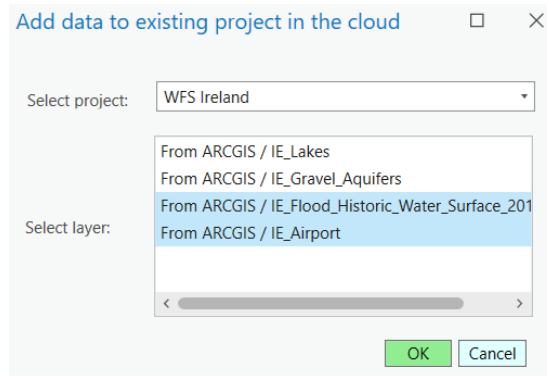 Add data to existing project in the cloud
Select project:
WFS Ireland
Select layer:
From ARCGIS / IE_Lakes
From ARCGIS / IE_Gravel_Aquifers
From ARCGIS / IE_Flood_Historic_Water_Surface_201
From ARCGIS / IE_Airport
OK
Cancel